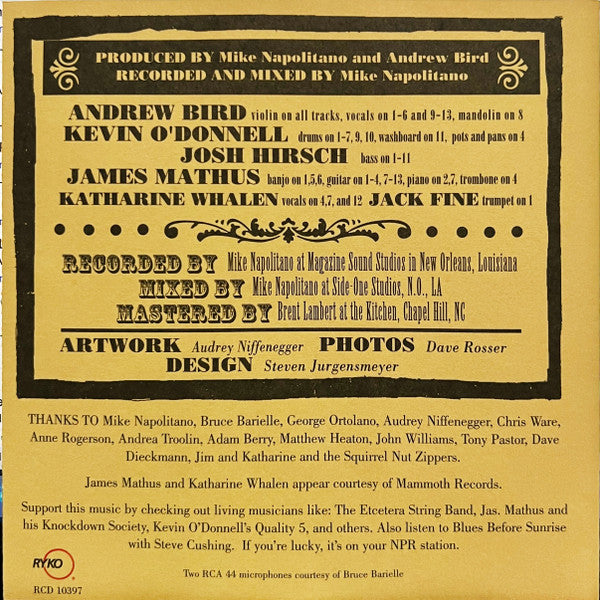 PRODUCED BY Mike Napolitano and Andrew Bird
RECORDED AND MIXED BY Mike Napolitano
ANDREW BIRD violin on all tracks, vocals on 1-6 and 9-13, mandolin on 8
KEVIN O'DONNELL drums on 1-7, 9, 10, washboard on 11, pots and pans on 4
JOSH HIRSCH bass on 1-11
JAMES MATHUS banjo on 1,5,6, guitar on 1-4, 7-13, piano on 2,7, trombone on 4
KATHARINE WHALEN vocals on 4,7, and 12 JACK FINE trumpet on 1
RECORDED BY Mike Napolitano at Magazine Sound Studios in New Orleans, Louisiana
MIXED BY Mike Napolitano at Side-One Studios, N.O., LA
MASTERED BY Brent Lambert at the Kitchen, Chapel Hill, NC
ARTWORK Audrey Niffenegger PHOTOS Dave Rosser
DESIGN Steven Jurgensmeyer
THANKS TO Mike Napolitano, Bruce Barielle, George Ortolano, Audrey Niffenegger, Chris Ware,
Anne Rogerson, Andrea Troolin, Adam Berry, Matthew Heaton, John Williams, Tony Pastor, Dave
Dieckmann, Jim and Katharine and the Squirrel Nut Zippers.
James Mathus and Katharine Whalen appear courtesy of Mammoth Records.
Support this music by checking out living musicians like: The Etcetera String Band, Jas. Mathus and
his Knockdown Society, Kevin O'Donnell's Quality 5, and others. Also listen to Blues Before Sunrise
with Steve Cushing. If you're lucky, it's on your NPR station.
RYKO
Two RCA 44 microphones courtesy of Bruce Barielle
RCD 10397